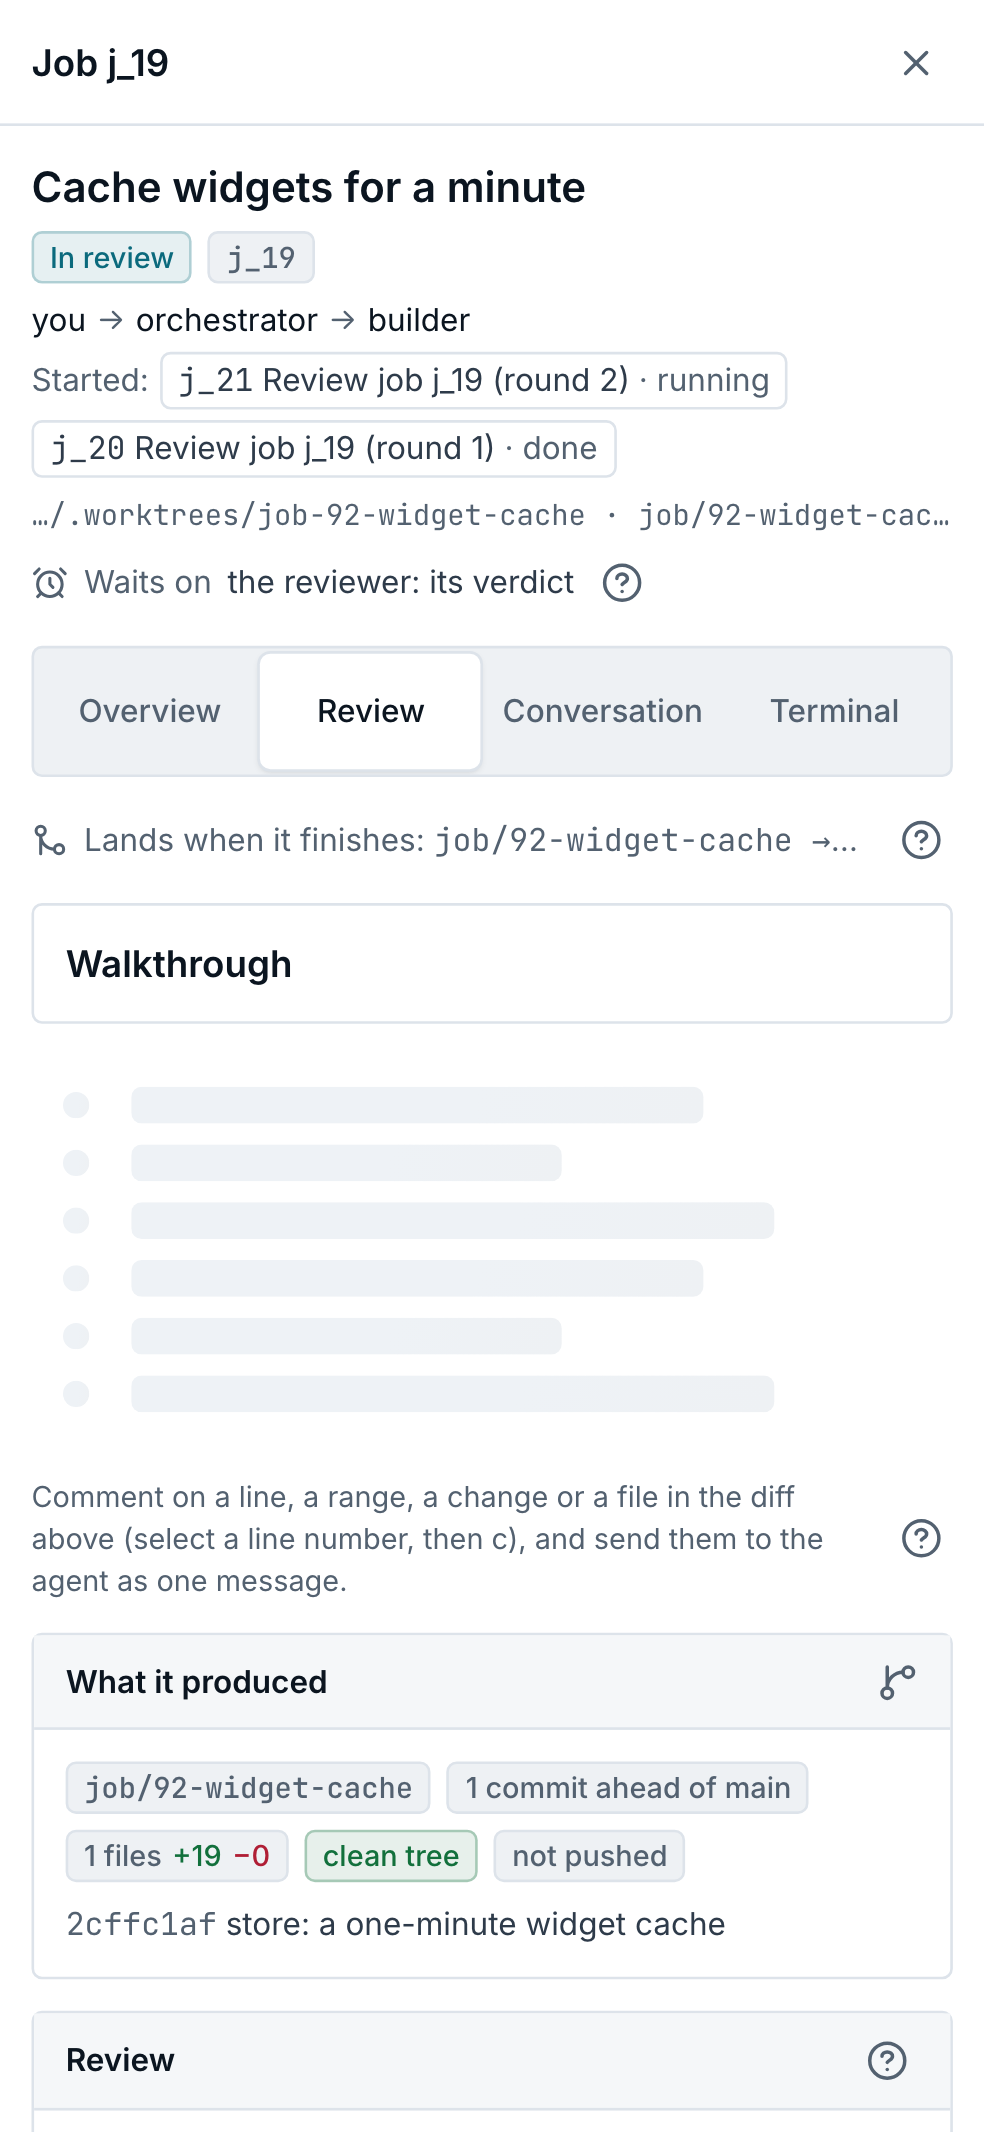 Job j_19
Cache widgets for a minute
In review j_19
you → orchestrator → builder
Started: j_21 Review job j_19 (round 2) · running
j_20 Review job j_19 (round 1) · done
…/.worktrees/job-92-widget-cache · job/92-widget-cac…
Waits on the reviewer: its verdict
Overview Review Conversation Terminal
Lands when it finishes: job/92-widget-cache →…
Walkthrough
Comment on a line, a range, a change or a file in the diff
above (select a line number, then c), and send them to the
agent as one message.
What it produced
job/92-widget-cache 1 commit ahead of main
1 files +19 −0 clean tree not pushed
2cffc1af store: a one-minute widget cache
Review